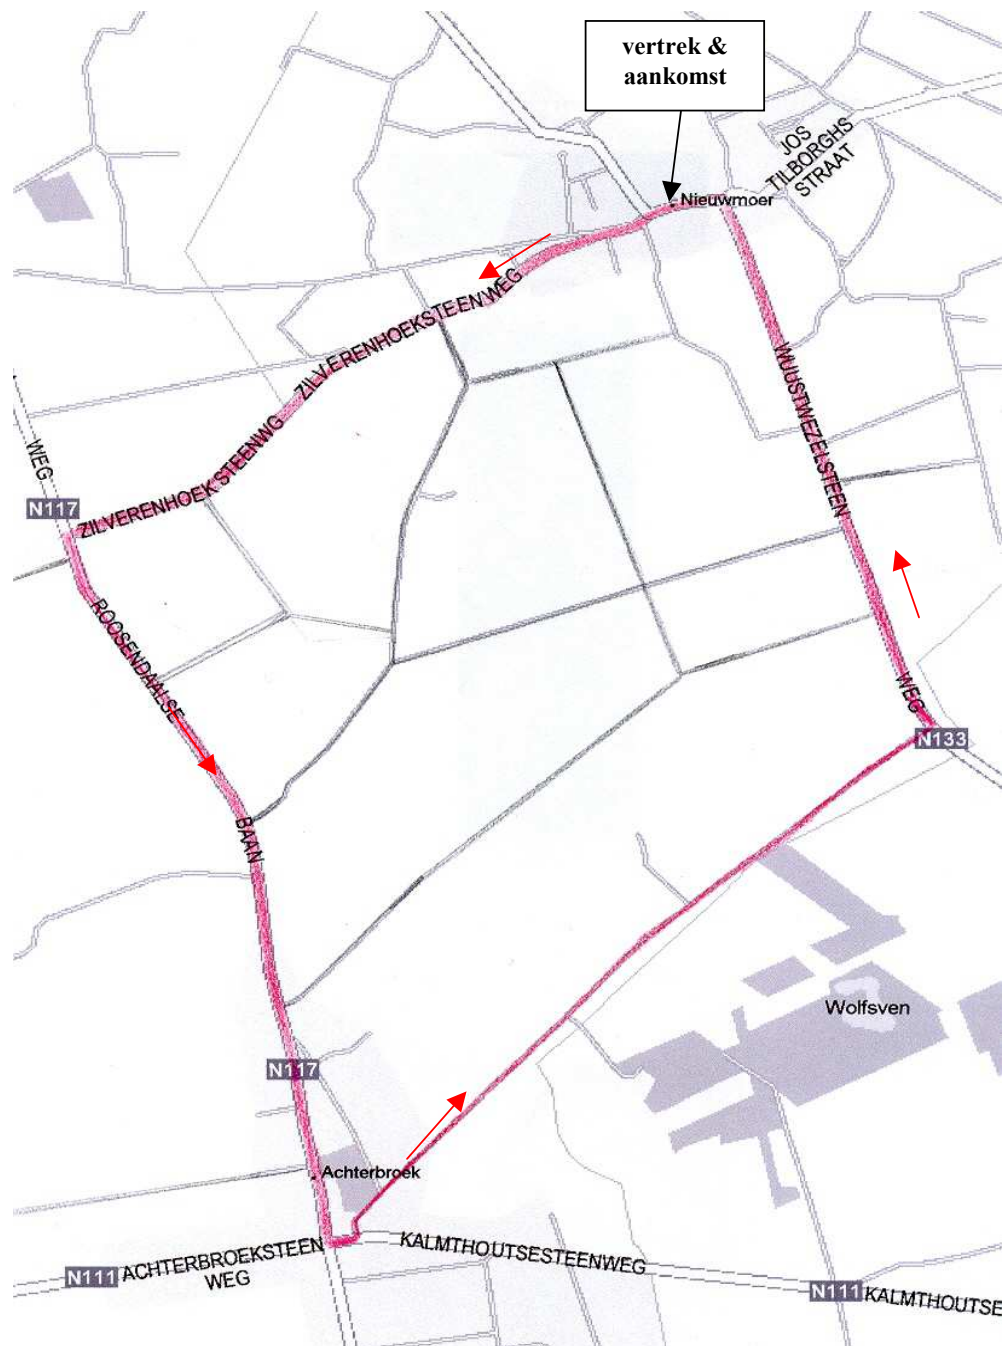 vertrek &
aankomst
JOS
TILBORGHS
STRAAT
Nieuwmoer
ZILVERENHOEKSTEENWEG
WUUSTWEZELSTEEN
WEG
WEG
N117
ZILVERENHOEKSTEENWG
ROOSENDAALSE
BAAN
N133
Wolfsven
N117
Achterbroek
ACHTERBROEKSTEEN
WEG
KALMTHOUTSESTEENWEG
N111
N111
KALMTHOUTSE